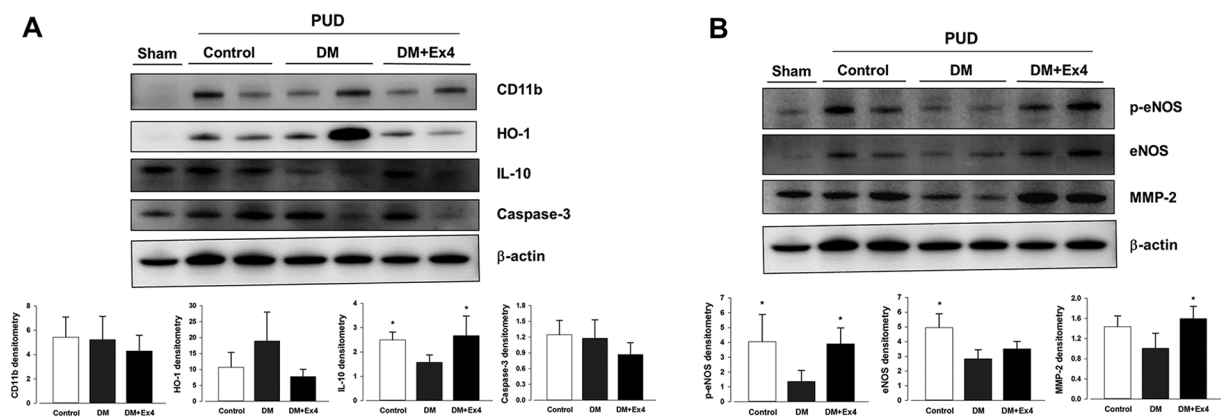 A
PUD
Sham Control DM DM+Ex4
CD11b
HO-1
IL-10
Caspase-3
β-actin
CD11b densitometry
8
6
4
2
0
Control DM DM+Ex4
HO-1 densitometry
30
25
20
15
10
5
0
Control DM DM+Ex4
IL-10 densitometry
4
3
2
1
0
* *
Control DM DM+Ex4
Caspase-3 densitometry
1.8
1.5
1.2
0.9
0.6
0.3
0.0
Control DM DM+Ex4
B
PUD
Sham Control DM DM+Ex4
p-eNOS
eNOS
MMP-2
β-actin
p-eNOS densitometry
7
6
5
4
3
2
1
0
* *
Control DM DM+Ex4
eNOS densitometry
7
6
5
4
3
2
1
0
*
Control DM DM+Ex4
MMP-2 densitometry
2.0
1.6
1.2
0.8
0.4
0.0
*
Control DM DM+Ex4